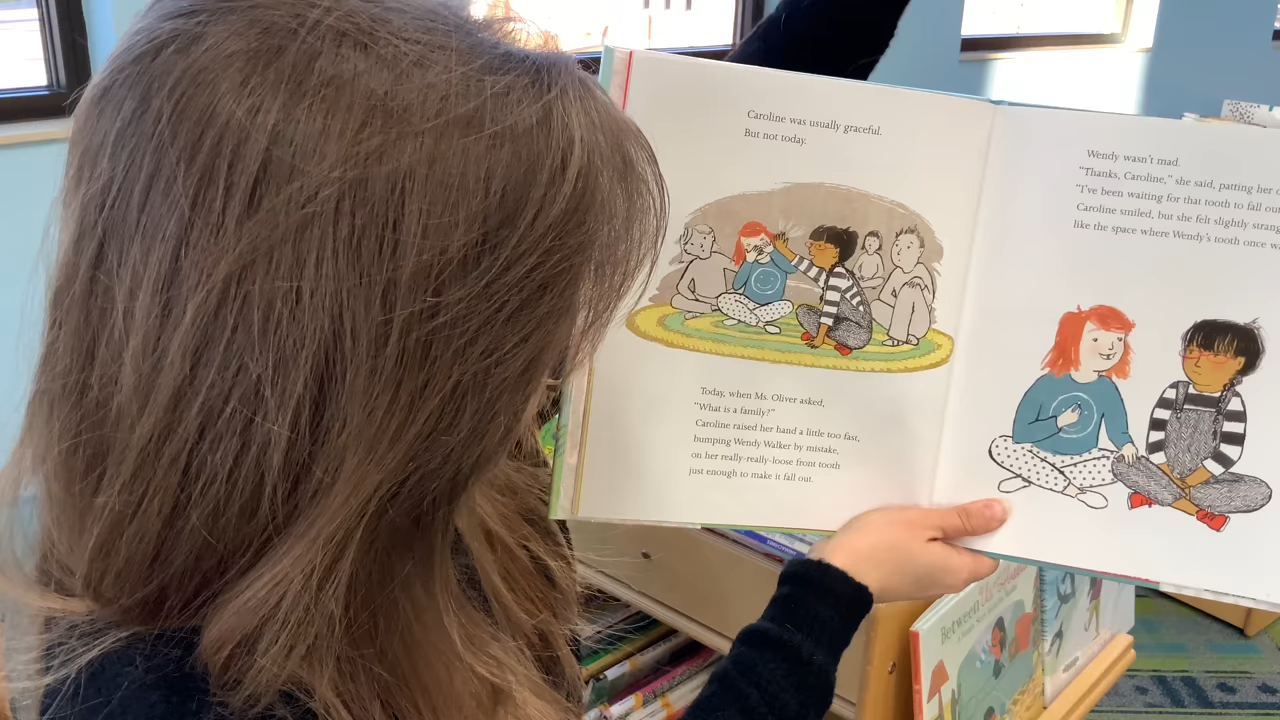 Caroline was usually graceful.
But not today.
Today, when Ms. Oliver asked,
"What is a family?"
Caroline raised her hand a little too fast,
bumping Wendy Walker by mistake,
on her really-really-loose front tooth
just enough to make it fall out.
Wendy wasn't mad.
"Thanks, Caroline," she said, patting her
"I've been waiting for that tooth to fall
Caroline smiled, but she felt slightly
like the space where Wendy's tooth once
Between